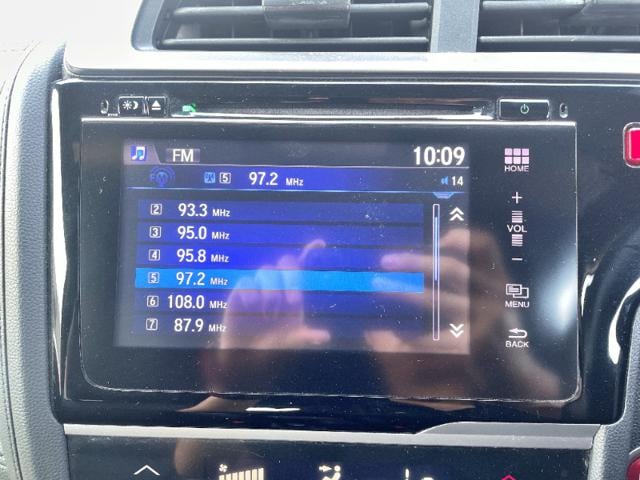 FM 10:09
5 97.2 MHz 14
2 93.3 MHz
3 95.0 MHz
4 95.8 MHz
5 97.2 MHz
6 108.0 MHz
7 87.9 MHz
HOME
+
VOL
−
MENU
BACK